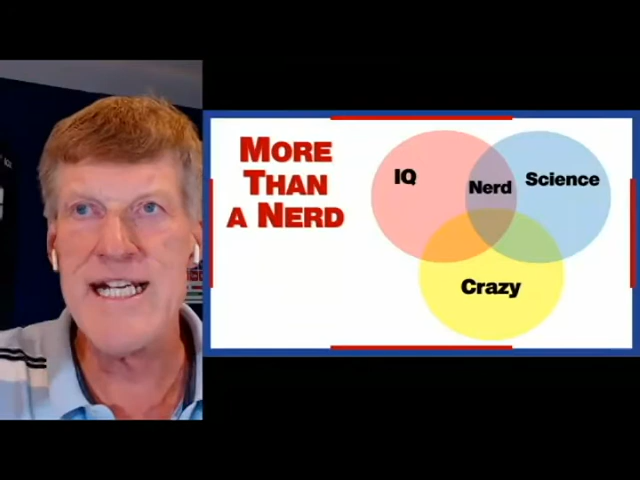 MORE
THAN
A NERD
IQ
Nerd
Science
Crazy